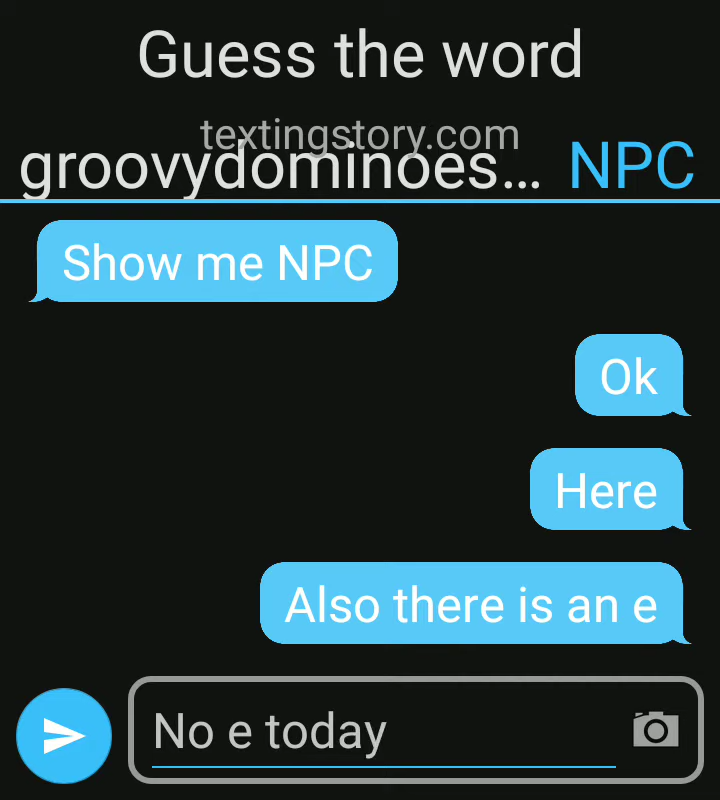 Guess the word
textingstory.com
groovydominoes... NPC
Show me NPC
Ok
Here
Also there is an e
No e today